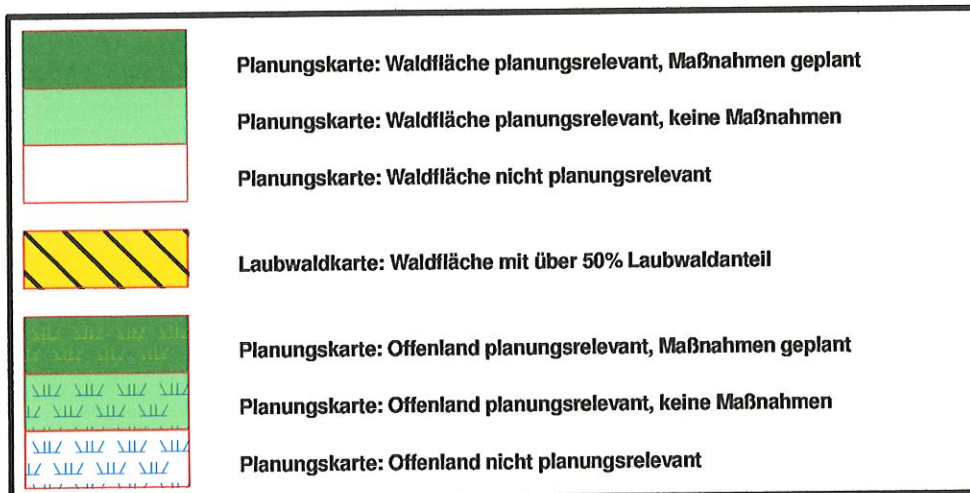 Planungskarte: Waldfläche planungsrelevant, Maßnahmen geplant
Planungskarte: Waldfläche planungsrelevant, keine Maßnahmen
Planungskarte: Waldfläche nicht planungsrelevant
Laubwaldkarte: Waldfläche mit über 50% Laubwaldanteil
Planungskarte: Offenland planungsrelevant, Maßnahmen geplant
Planungskarte: Offenland planungsrelevant, keine Maßnahmen
Planungskarte: Offenland nicht planungsrelevant